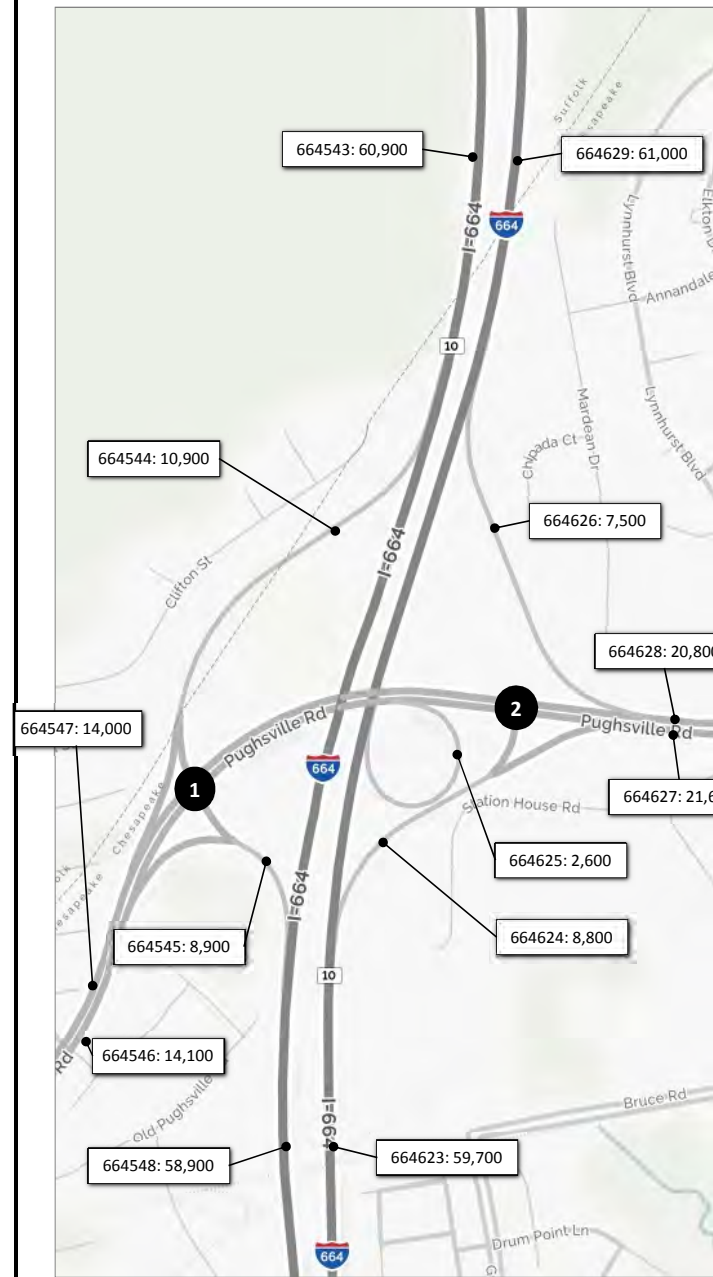 Suffolk
Chesapeake
664543: 60,900
664629: 61,000
I-664
664
Lynnhurst Blvd
Annandale
10
Mardean Dr
Chipada Ct
Lynnhurst Blvd
664544: 10,900
664626: 7,500
I-664
Clifton St
664628: 20,800
2
664547: 14,000
Pughsville Rd
Pughsville Rd
664
1
664627: 21,6
Station House Rd
Chesapeake
664625: 2,600
I-664
664545: 8,900
664624: 8,800
10
664546: 14,100
Rd
Old Pughsville
I-664
Bruce Rd
664548: 58,900
664623: 59,700
Drum Point Ln
664
G